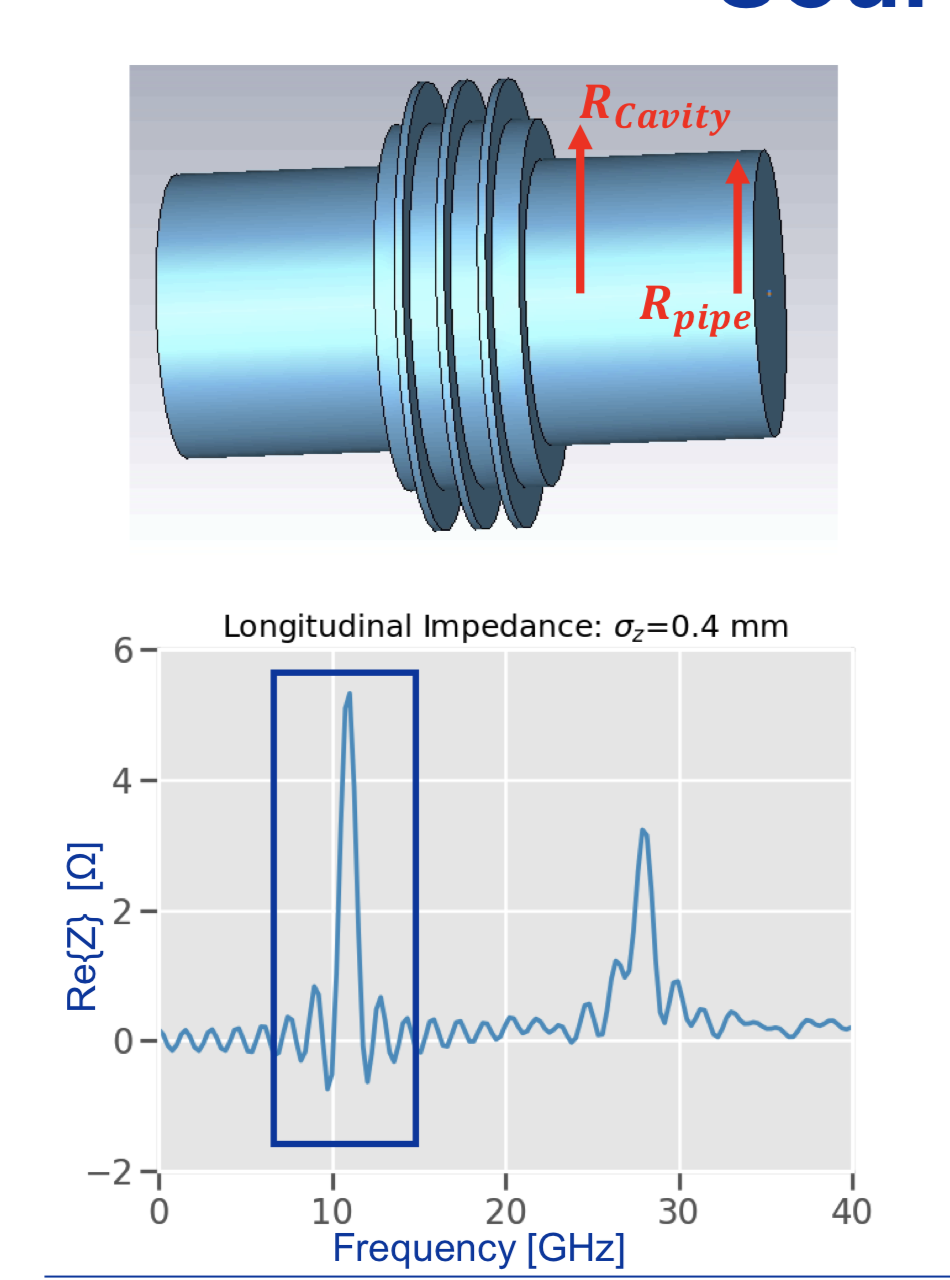 R_Cavity
R_pipe
Longitudinal Impedance: σ_z=0.4 mm
6
4
2
0
−2
Re{Z} [Ω]
0 10 20 30 40
Frequency [GHz]